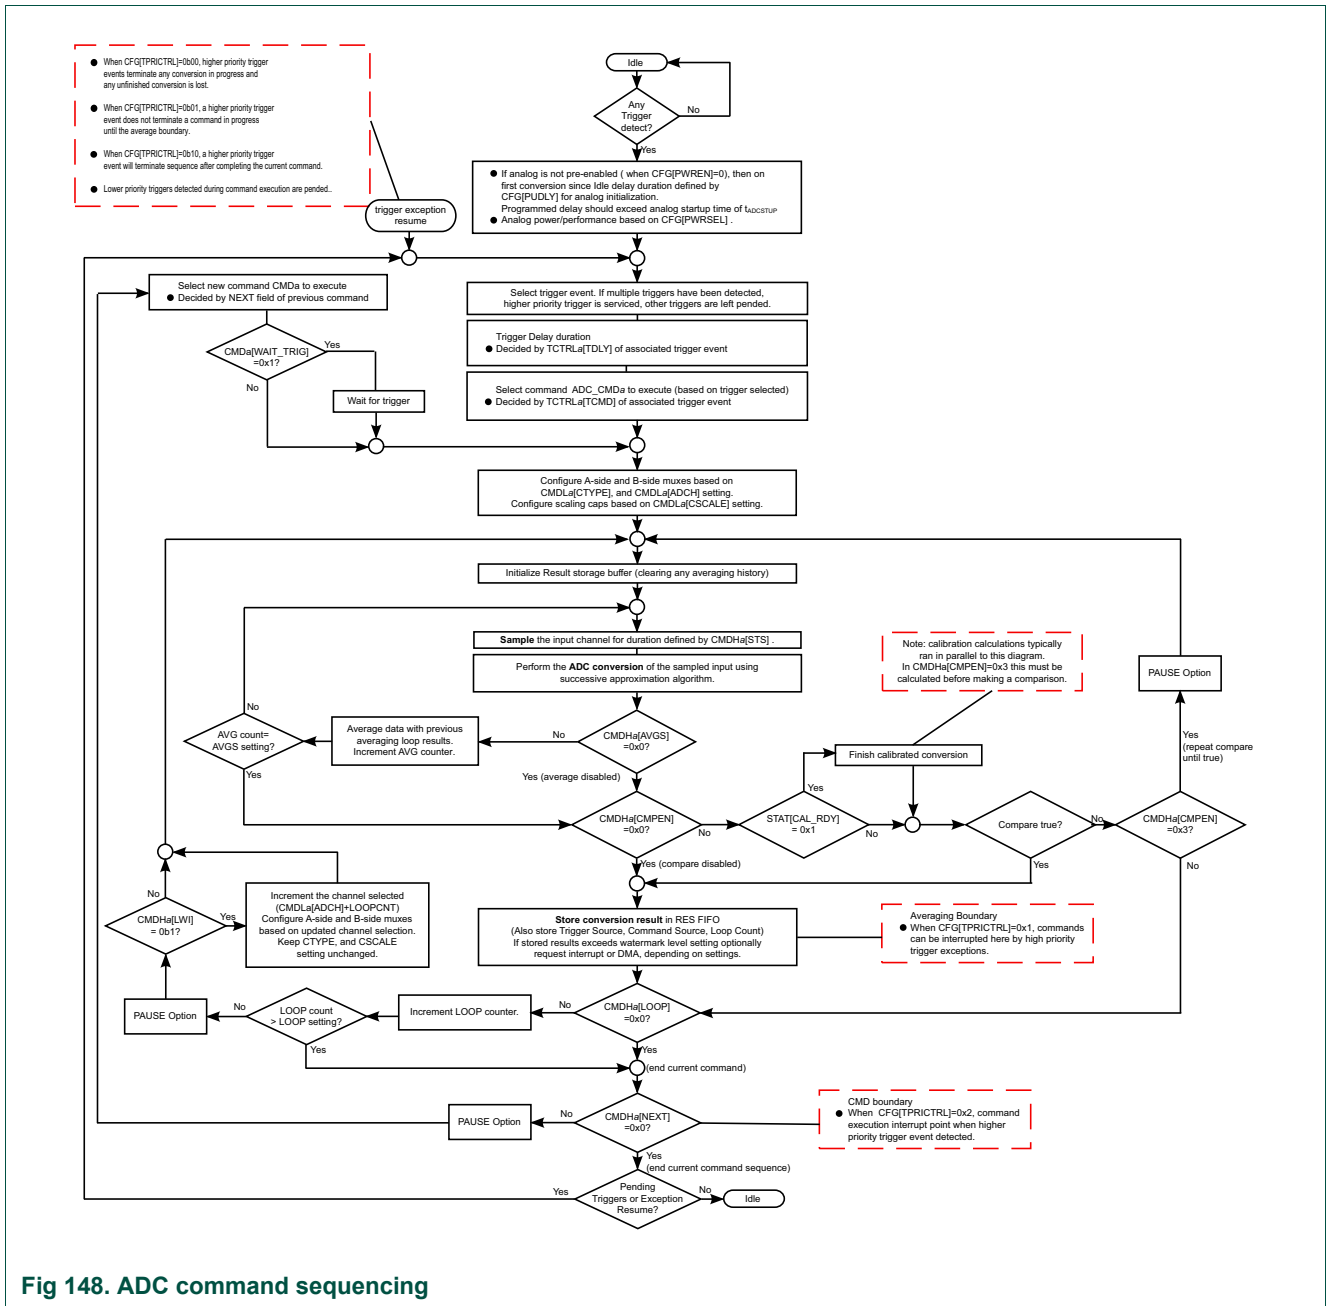 ● When CFG[TPRICTRL]=0b00, higher priority trigger
events terminate any conversion in progress and
any unfinished conversion is lost.
● When CFG[TPRICTRL]=0b01, a higher priority trigger
event does not terminate a command in progress
until the average boundary.
● When CFG[TPRICTRL]=0b10, a higher priority trigger
event will terminate sequence after completing the current command.
● Lower priority triggers detected during command execution are pended..
trigger exception
resume
Idle
Any
Trigger
detect?
No
Yes
● If analog is not pre-enabled ( when CFG[PWREN]=0), then on
first conversion since Idle delay duration defined by
CFG[PUDLY] for analog initialization.
Programmed delay should exceed analog startup time of tADCSTUP
● Analog power/performance based on CFG[PWRSEL] .
Select new command CMDa to execute
● Decided by NEXT field of previous command
CMDa[WAIT_TRIG]
=0x1?
Yes
No
Wait for trigger
Select trigger event. If multiple triggers have been detected,
higher priority trigger is serviced, other triggers are left pended.
Trigger Delay duration
● Decided by TCTRLa[TDLY] of associated trigger event
Select command ADC_CMDa to execute (based on trigger selected)
● Decided by TCTRLa[TCMD] of associated trigger event
Configure A-side and B-side muxes based on
CMDLa[CTYPE], and CMDLa[ADCH] setting.
Configure scaling caps based on CMDLa[CSCALE] setting.
Initialize Result storage buffer (clearing any averaging history)
Sample the input channel for duration defined by CMDHa[STS] .
Perform the ADC conversion of the sampled input using
successive approximation algorithm.
Note: calibration calculations typically
ran in parallel to this diagram.
In CMDHa[CMPEN]=0x3 this must be
calculated before making a comparison.
PAUSE Option
No
AVG count=
AVGS setting?
Yes
Average data with previous
averaging loop results.
Increment AVG counter.
No
CMDHa[AVGS]
=0x0?
Yes (average disabled)
Finish calibrated conversion
Yes
(repeat compare
until true)
CMDHa[CMPEN]
=0x0?
No
Yes
STAT[CAL_RDY]
= 0x1
No
Compare true?
No
CMDHa[CMPEN]
=0x3?
Yes (compare disabled)
Yes
No
No
CMDHa[LWI]
= 0b1?
Yes
Increment the channel selected
(CMDLa[ADCH]+LOOPCNT)
Configure A-side and B-side muxes
based on updated channel selection.
Keep CTYPE, and CSCALE
setting unchanged.
Store conversion result in RES FIFO
(Also store Trigger Source, Command Source, Loop Count)
If stored results exceeds watermark level setting optionally
request interrupt or DMA, depending on settings.
Averaging Boundary
● When CFG[TPRICTRL]=0x1, commands
can be interrupted here by high priority
trigger exceptions.
PAUSE Option
No
LOOP count
> LOOP setting?
Yes
Increment LOOP counter.
No
CMDHa[LOOP]
=0x0?
Yes
(end current command)
PAUSE Option
No
CMDHa[NEXT]
=0x0?
CMD boundary
● When CFG[TPRICTRL]=0x2, command
execution interrupt point when higher
priority trigger event detected.
Yes
(end current command sequence)
Yes
Pending
Triggers or Exception
Resume?
No
Idle
Fig 148. ADC command sequencing